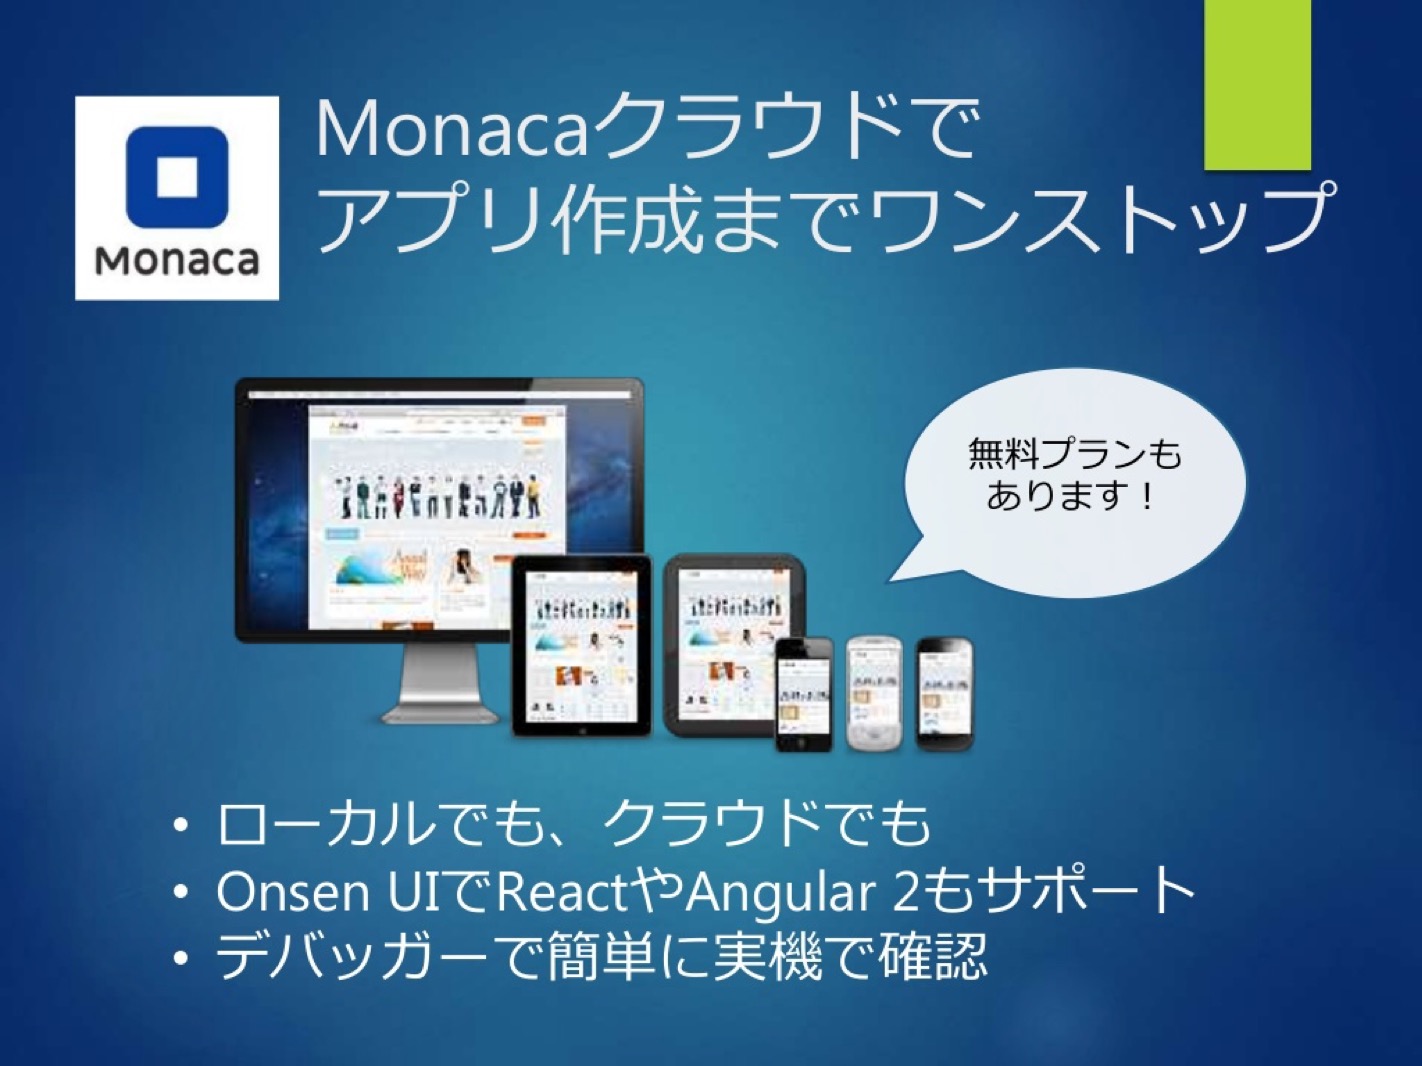 Monaca
Monacaクラウドで
アプリ作成までワンストップ
無料プランも
あります！
• ローカルでも、クラウドでも
• Onsen UIでReactやAngular 2もサポート
• デバッガーで簡単に実機で確認